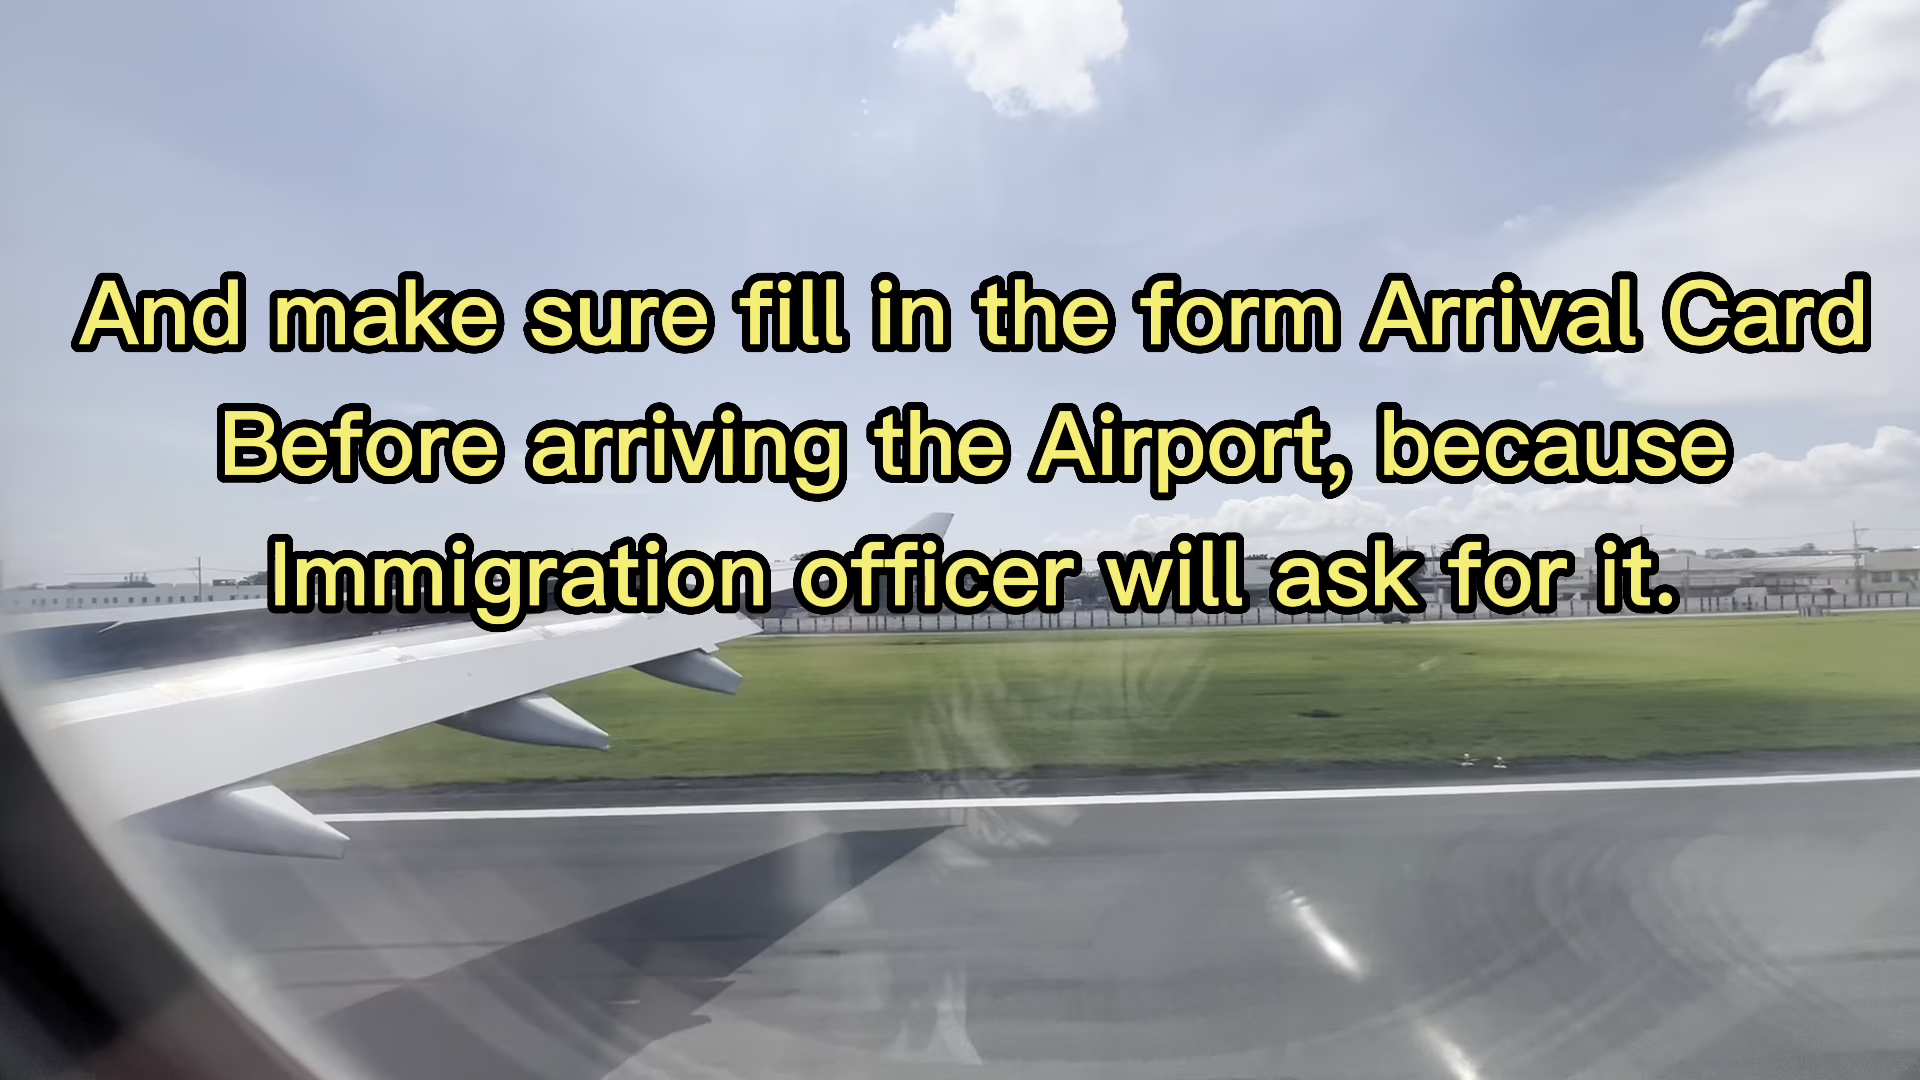 And make sure fill in the form Arrival Card
Before arriving the Airport, because
Immigration officer will ask for it.